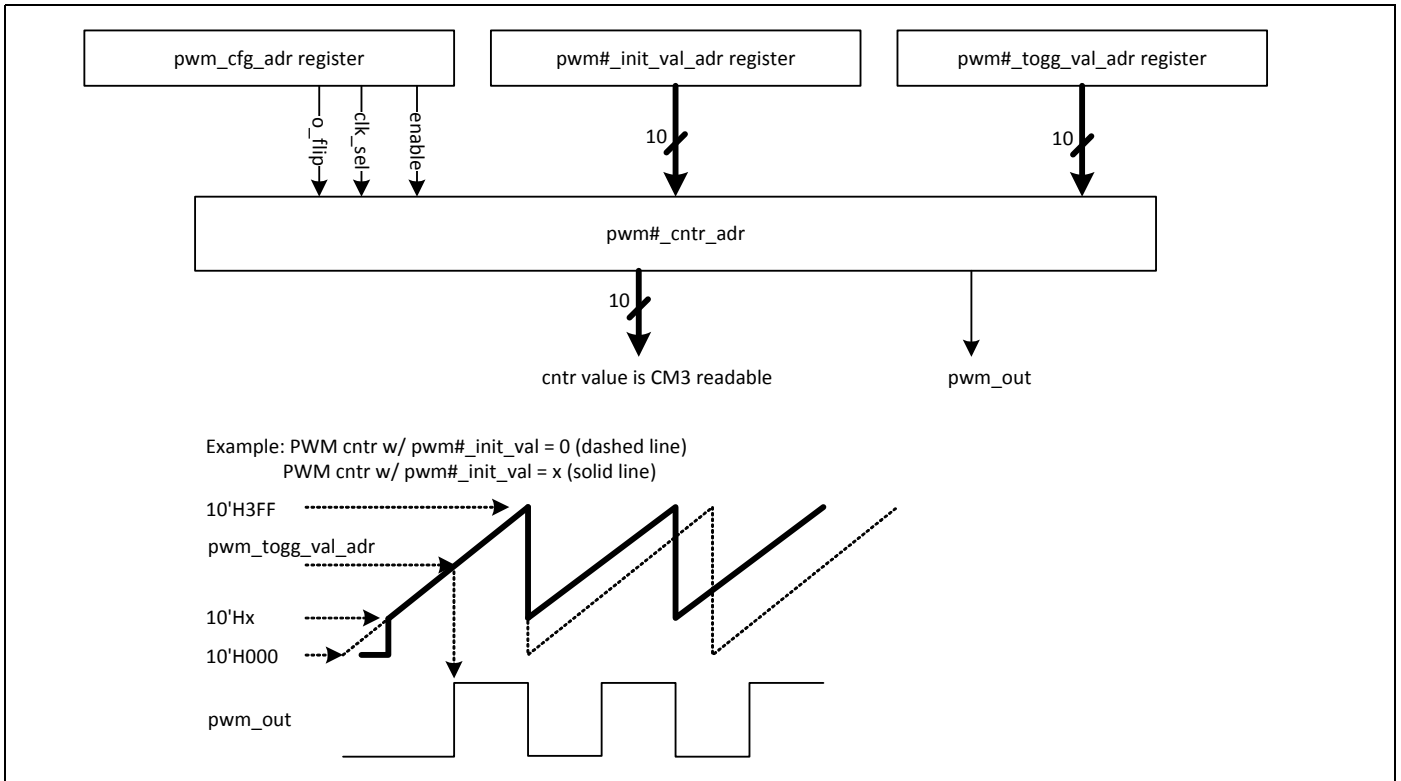 pwm_cfg_adr register
pwm#_init_val_adr register
pwm#_togg_val_adr register
o_flip
clk_sel
enable
10
10
pwm#_cntr_adr
10
cntr value is CM3 readable
pwm_out
Example: PWM cntr w/ pwm#_init_val = 0 (dashed line)
PWM cntr w/ pwm#_init_val = x (solid line)
10'H3FF
pwm_togg_val_adr
10'Hx
10'H000
pwm_out